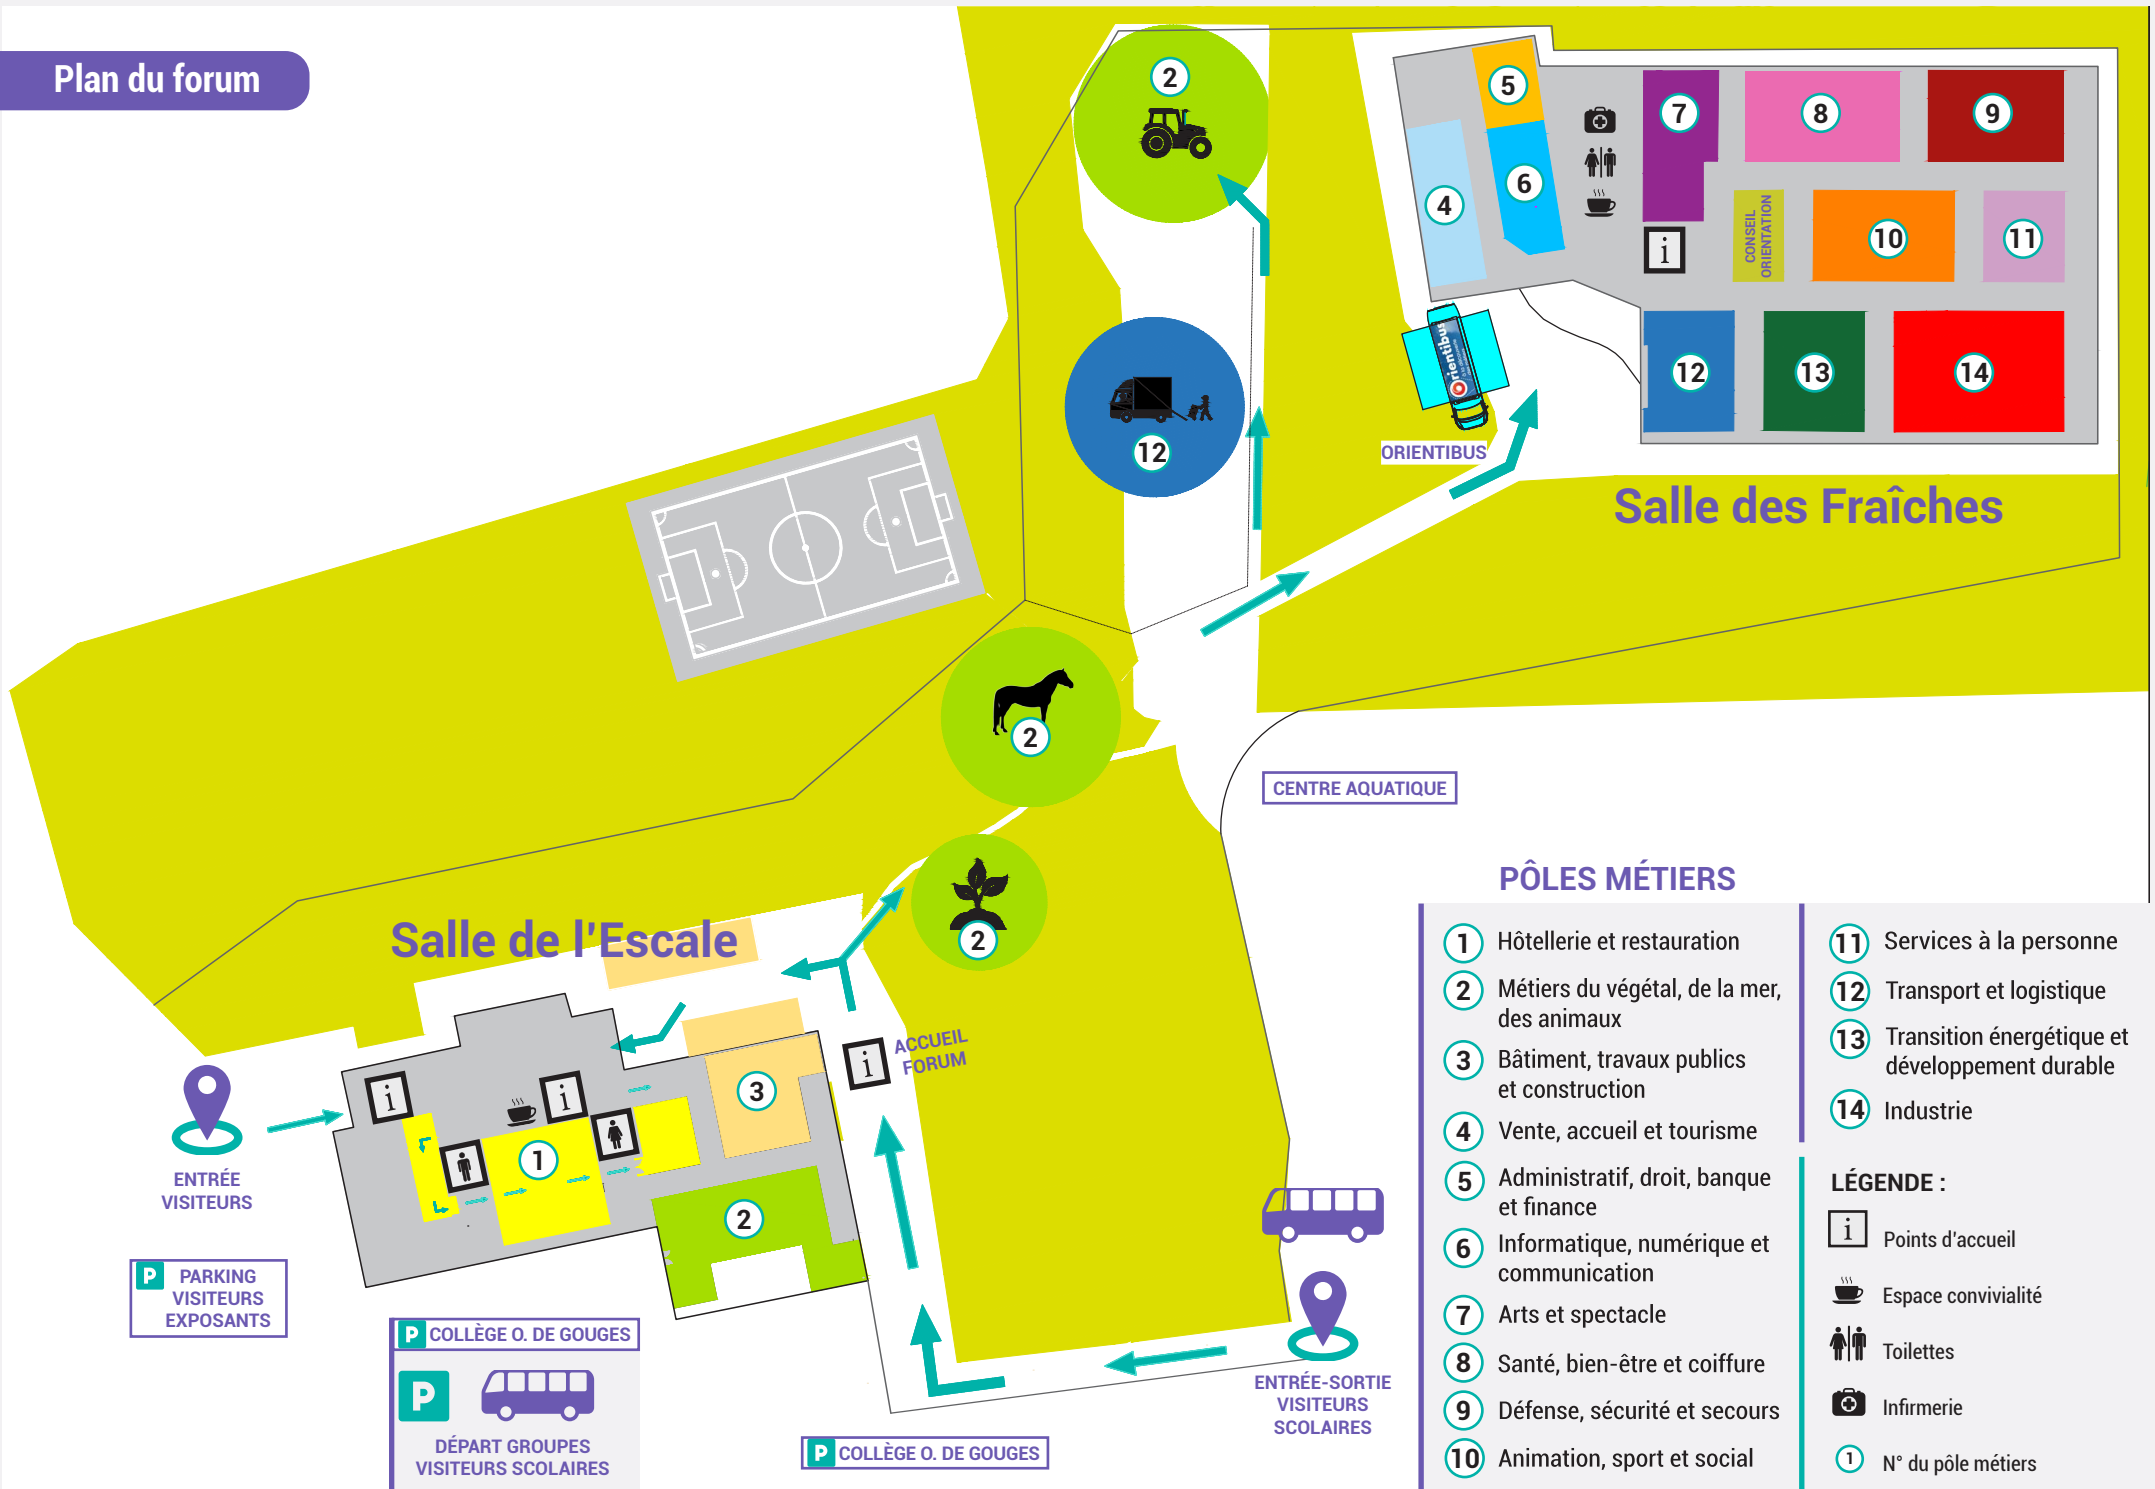 Plan du forum
2
5
7
8
9
4
6
CONSEIL
ORIENTATION
10
11
i
12
13
14
Orientibus
ORIENTIBUS
12
Salle des Fraîches
2
CENTRE AQUATIQUE
2
Salle de l'Escale
ACCUEIL
FORUM
i
i
i
3
1
2
ENTRÉE
VISITEURS
P PARKING
VISITEURS
EXPOSANTS
P COLLÈGE O. DE GOUGES
P
DÉPART GROUPES
VISITEURS SCOLAIRES
P COLLÈGE O. DE GOUGES
ENTRÉE-SORTIE
VISITEURS
SCOLAIRES
PÔLES MÉTIERS
1 Hôtellerie et restauration
2 Métiers du végétal, de la mer,
des animaux
3 Bâtiment, travaux publics
et construction
4 Vente, accueil et tourisme
5 Administratif, droit, banque
et finance
6 Informatique, numérique et
communication
7 Arts et spectacle
8 Santé, bien-être et coiffure
9 Défense, sécurité et secours
10 Animation, sport et social
11 Services à la personne
12 Transport et logistique
13 Transition énergétique et
développement durable
14 Industrie
LÉGENDE :
i Points d'accueil
Espace convivialité
Toilettes
Infirmerie
1 N° du pôle métiers